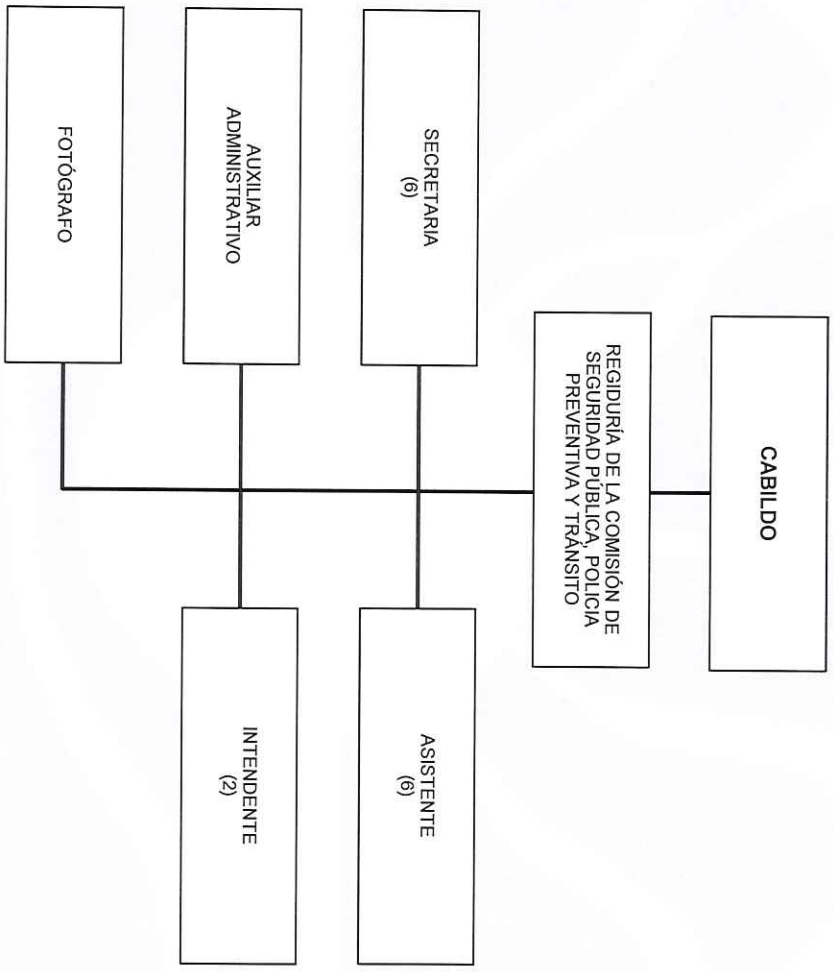 CABILDO
REGIDURÍA DE LA COMISIÓN DE
SEGURIDAD PÚBLICA, POLICIA
PREVENTIVA Y TRÁNSITO
SECRETARIA
(6)
ASISTENTE
(6)
AUXILIAR
ADMINISTRATIVO
INTENDENTE
(2)
FOTÓGRAFO